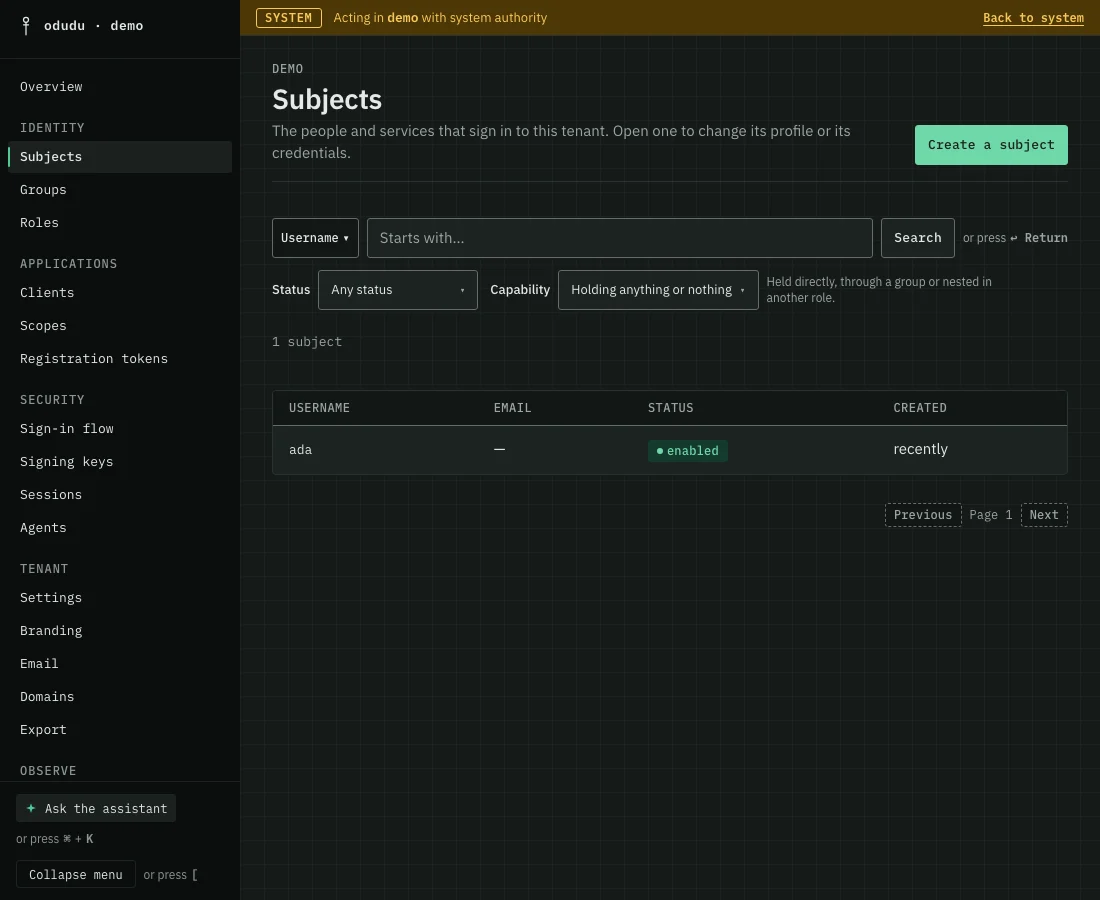 odudu · demo
SYSTEM Acting in demo with system authority Back to system
Overview
IDENTITY
Subjects
Groups
Roles
APPLICATIONS
Clients
Scopes
Registration tokens
SECURITY
Sign-in flow
Signing keys
Sessions
Agents
TENANT
Settings
Branding
Email
Domains
Export
OBSERVE
Ask the assistant
or press ⌘ + K
Collapse menu or press [
DEMO
Subjects
The people and services that sign in to this tenant. Open one to change its profile or its
credentials.
Create a subject
Username ▾ Starts with... Search or press ↩ Return
Status Any status ▾ Capability Holding anything or nothing ▾ Held directly, through a group or nested in
another role.
1 subject
USERNAME EMAIL STATUS CREATED
ada — enabled recently
Previous Page 1 Next